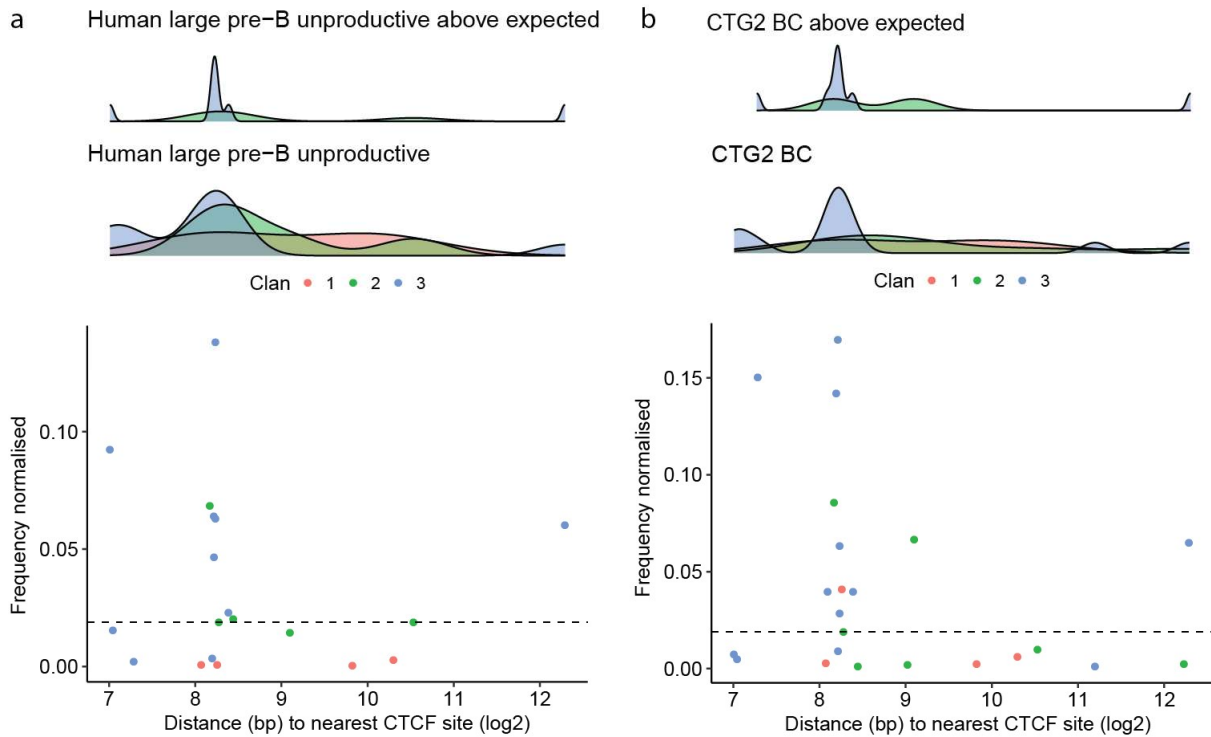 a
Human large pre-B unproductive above expected
Human large pre-B unproductive
Clan 1 2 3
Frequency normalised
0.10
0.05
0.00
7 8 9 10 11 12
Distance (bp) to nearest CTCF site (log2)
b
CTG2 BC above expected
CTG2 BC
Clan 1 2 3
Frequency normalised
0.15
0.10
0.05
0.00
7 8 9 10 11 12
Distance (bp) to nearest CTCF site (log2)